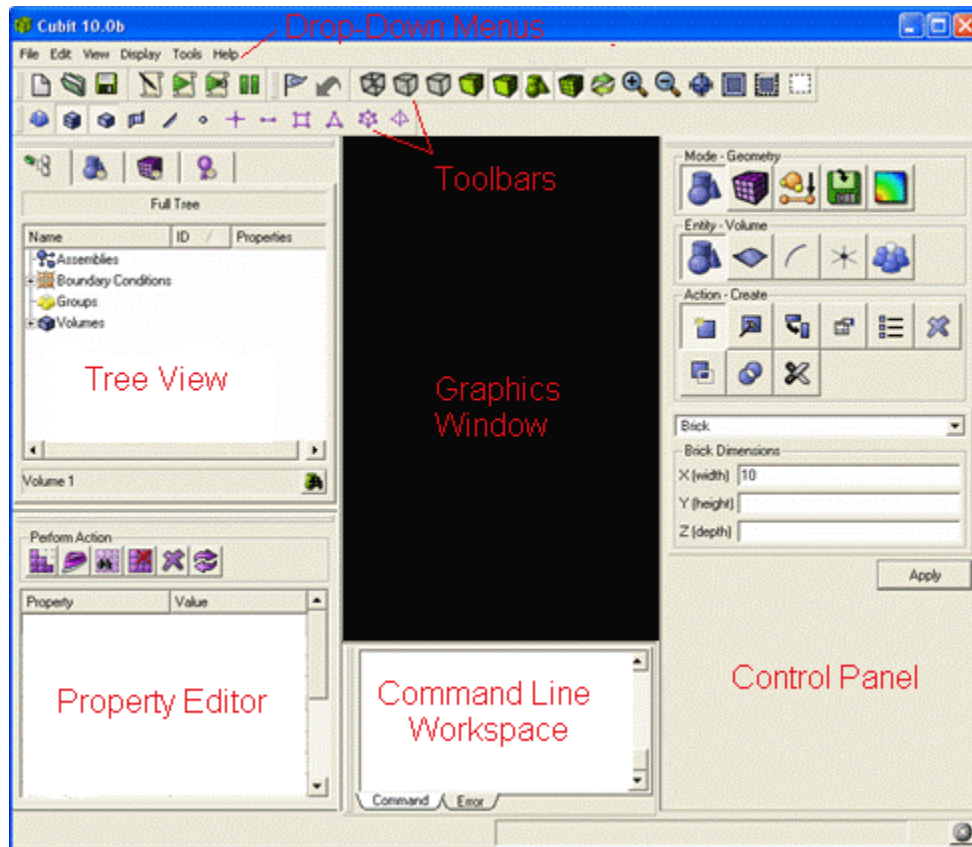 Cubit 10.0b
Drop-Down Menus
File Edit View Display Tools Help
Toolbars
Full Tree
Name ID / Properties
Assemblies
Boundary Conditions
Groups
Volumes
Tree View
Volume 1
Perform Action
Property Value
Property Editor
Graphics
Window
Command Line
Workspace
Command Error
Mode - Geometry
Entity - Volume
Action - Create
Brick
Brick Dimensions
X (width) 10
Y (height)
Z (depth)
Apply
Control Panel